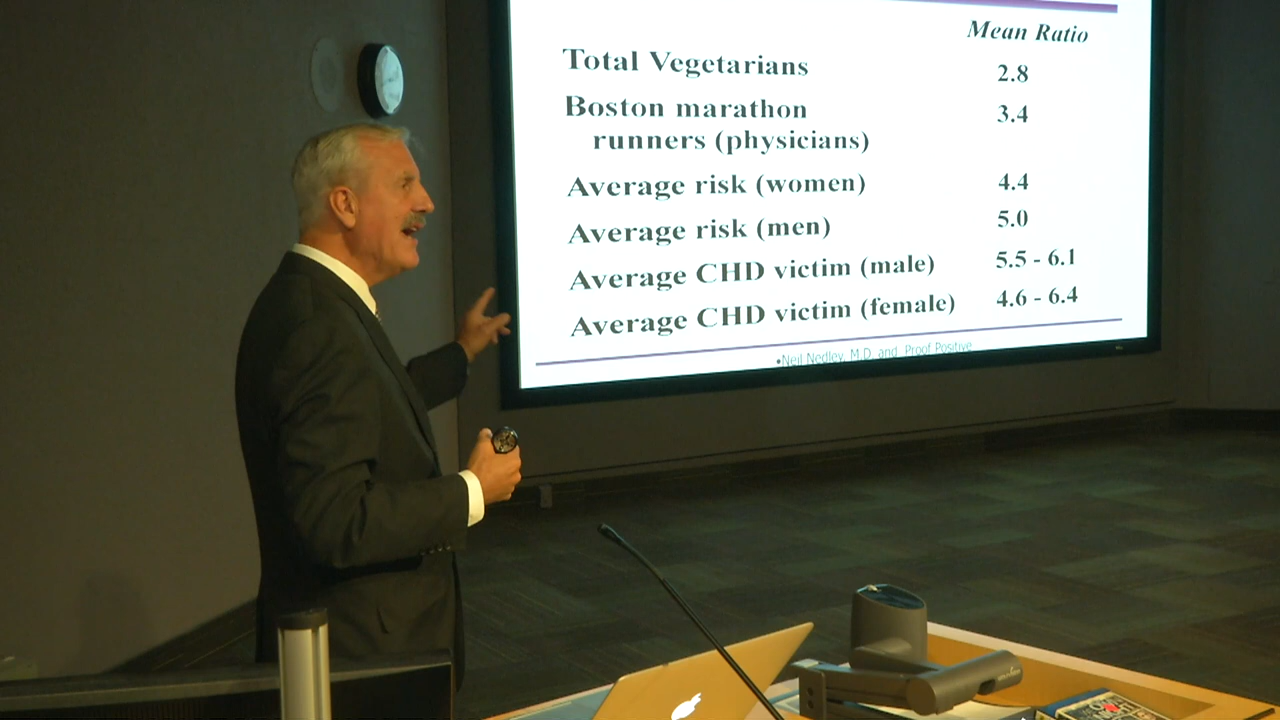 Mean Ratio
Total Vegetarians 2.8
Boston marathon 3.4
runners (physicians)
Average risk (women) 4.4
Average risk (men) 5.0
Average CHD victim (male) 5.5 - 6.1
Average CHD victim (female) 4.6 - 6.4
•Neil Nedley, M.D. and Proof Positive